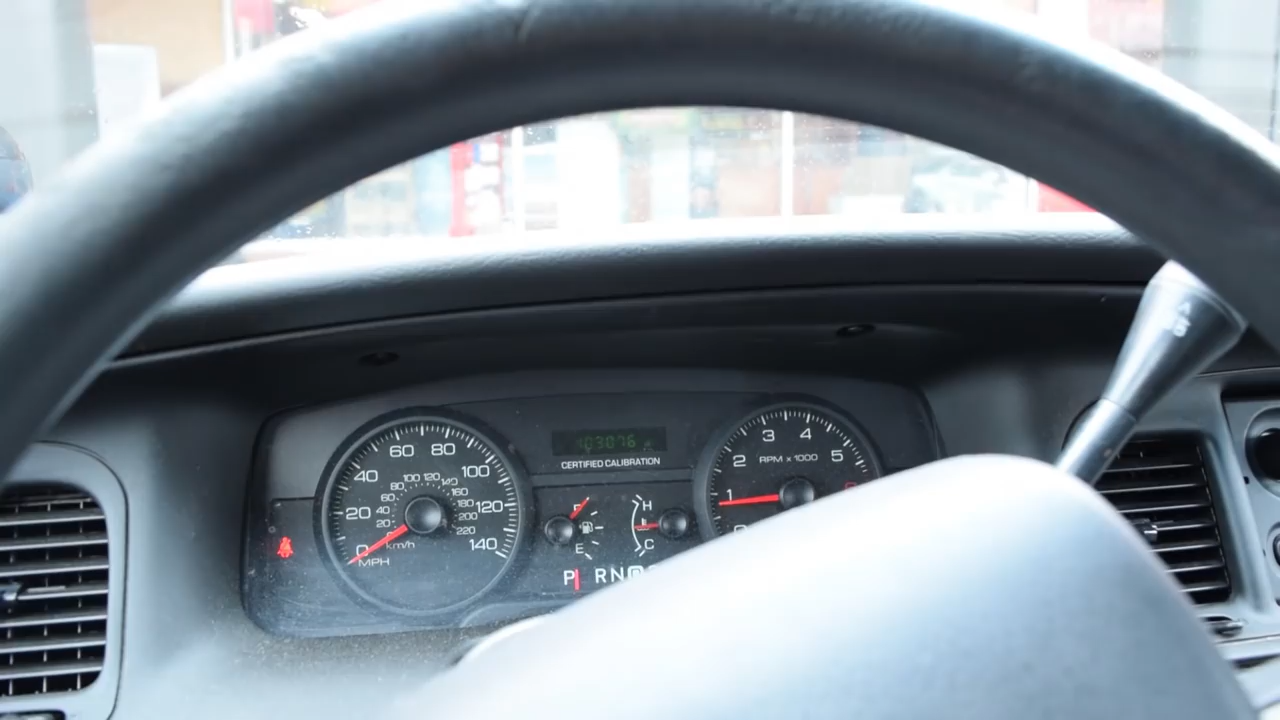 103076
CERTIFIED CALIBRATION
0 20 40 60 80 100 120 140
20 40 60 80 100 120 140 160 180 200 220
km/h
MPH
F
E
H
C
1 2 3 4 5
RPM x 1000
P R N